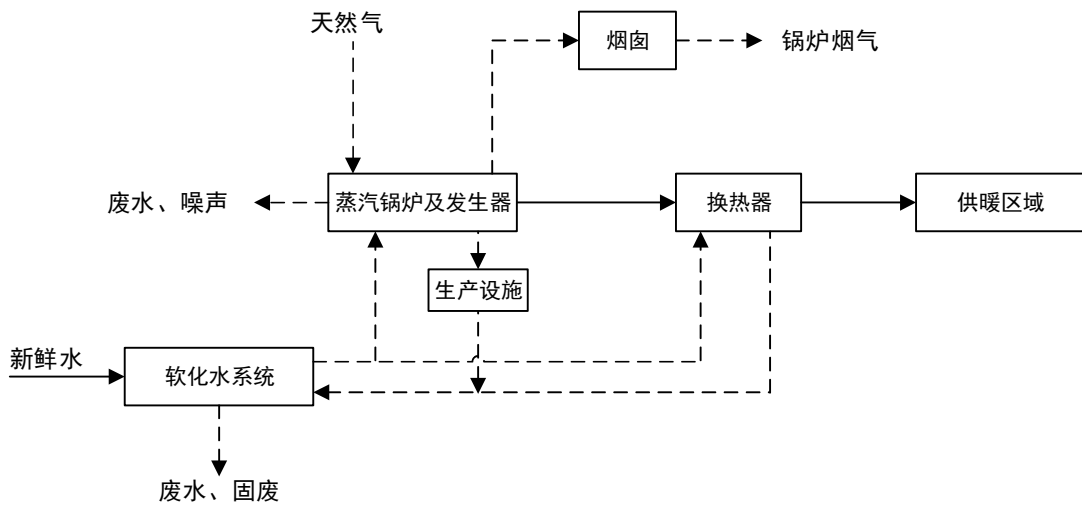 天然气
烟囱
锅炉烟气
废水、噪声
蒸汽锅炉及发生器
换热器
供暖区域
生产设施
新鲜水
软化水系统
废水、固废